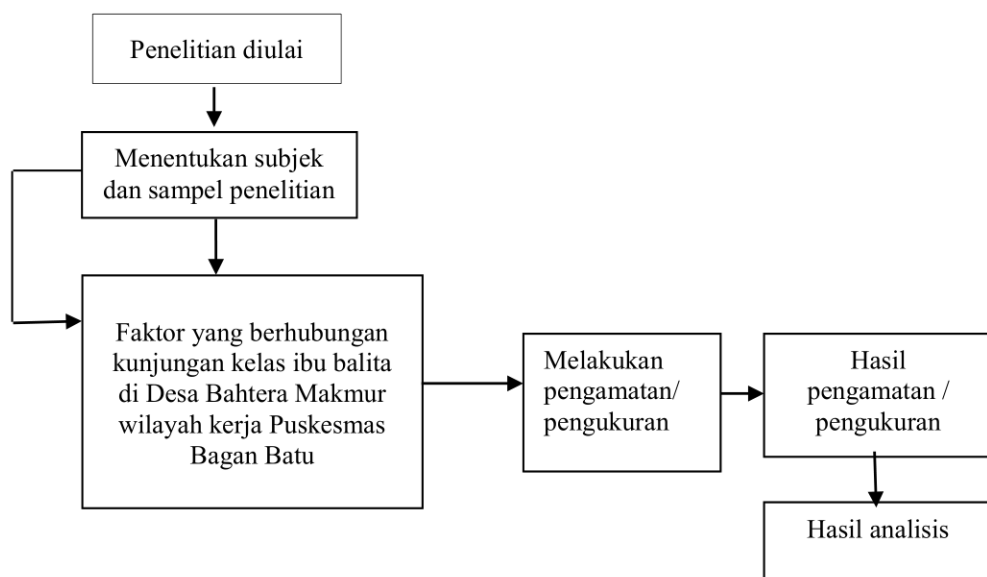 Penelitian diulai
Menentukan subjek
dan sampel penelitian
Faktor yang berhubungan
kunjungan kelas ibu balita
di Desa Bahtera Makmur
wilayah kerja Puskesmas
Bagan Batu
Melakukan
pengamatan/
pengukuran
Hasil
pengamatan /
pengukuran
Hasil analisis